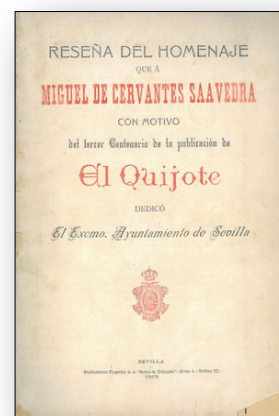 RESEÑA DEL HOMENAJE
QUE Á
MIGUEL DE CERVANTES SAAVEDRA
CON MOTIVO
del tercer Centenario de la publicación de
El Quijote
DEDICÓ
El Excmo. Ayuntamiento de Sevilla
SEVILLA
1905